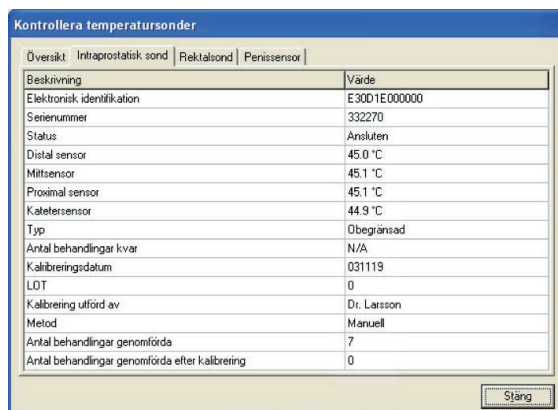 Kontrollera temperatursonder
Översikt Intraprostatisk sond Rektalsond Penissensor
Beskrivning Värde
Elektronisk identifikation E30D1E000000
Serienummer 332270
Status Ansluten
Distal sensor 45.0 °C
Mittsensor 45.1 °C
Proximal sensor 45.1 °C
Katetersensor 44.9 °C
Typ Obegränsad
Antal behandlingar kvar N/A
Kalribreringsdatum 031119
LOT 0
Kalibrering utförd av Dr. Larsson
Metod Manuell
Antal behandlingar genomförda 7
Antal behandlingar genomförda efter kalibrering 0
Stäng